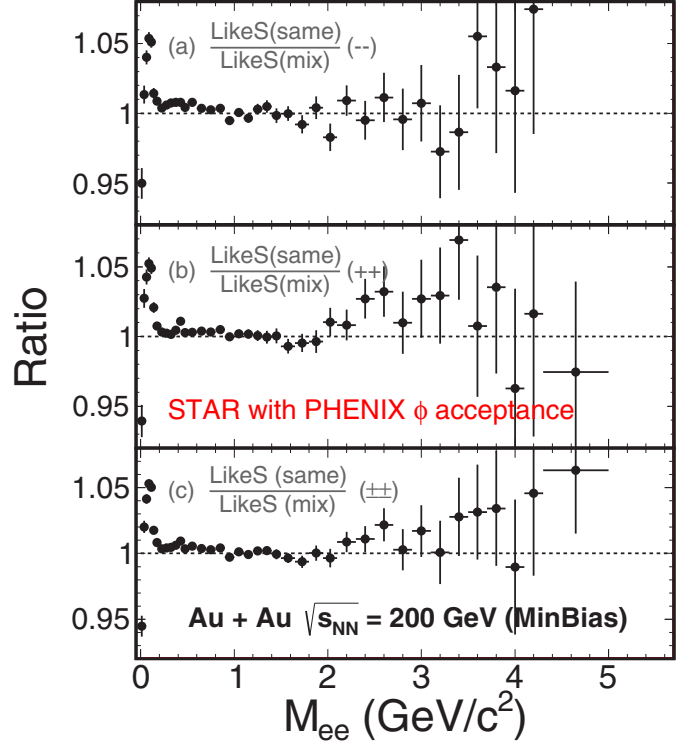 Ratio
1.05
1
0.95
(a) LikeS(same)
LikeS(mix) (--)
1.05
1
0.95
(b) LikeS(same)
LikeS(mix) (++)
STAR with PHENIX ϕ acceptance
1.05
1
0.95
(c) LikeS (same)
LikeS (mix) (±±)
Au + Au √sNN = 200 GeV (MinBias)
0 1 2 3 4 5
Mee (GeV/c²)